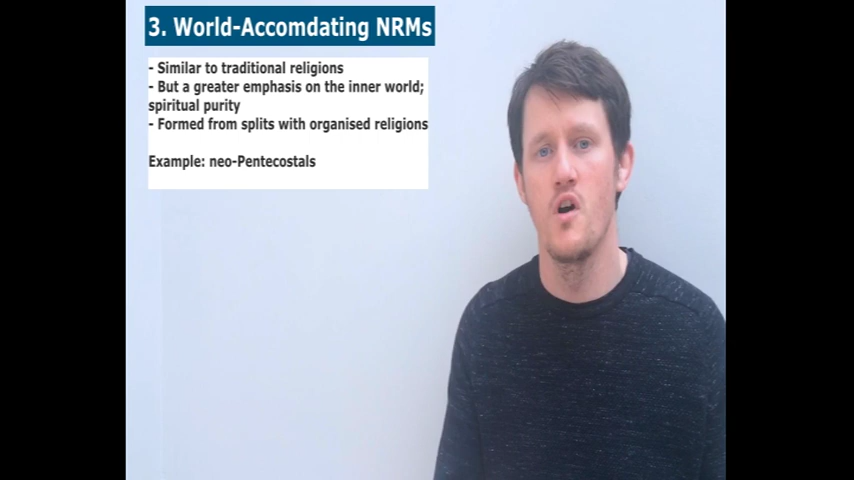 3. World-Accomdating NRMs
- Similar to traditional religions
- But a greater emphasis on the inner world;
spiritual purity
- Formed from splits with organised religions
Example: neo-Pentecostals